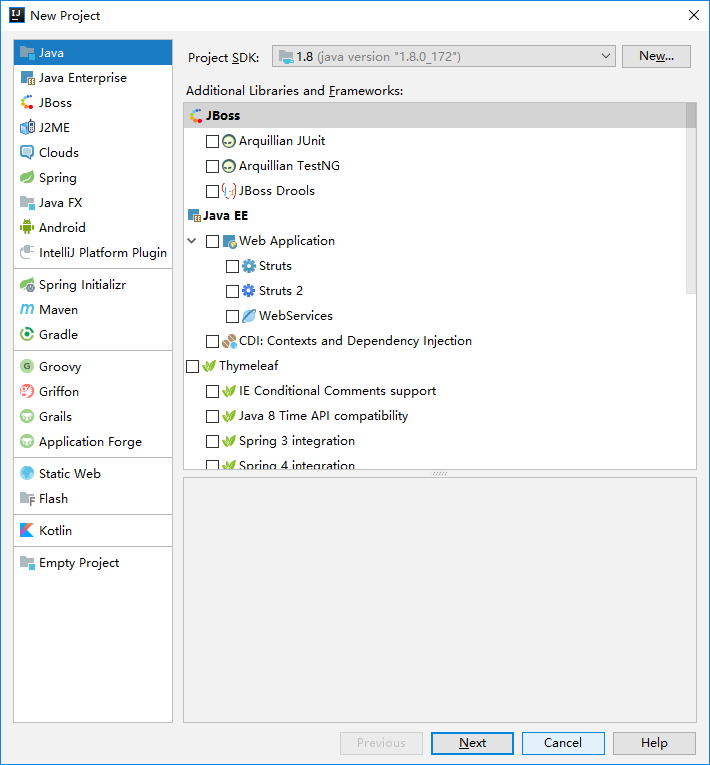 New Project
Java
Java Enterprise
JBoss
J2ME
Clouds
Spring
Java FX
Android
IntelliJ Platform Plugin
Spring Initializr
Maven
Gradle
Groovy
Griffon
Grails
Application Forge
Static Web
Flash
Kotlin
Empty Project
Project SDK: 1.8 (java version "1.8.0_172") New...
Additional Libraries and Frameworks:
JBoss
Arquillian JUnit
Arquillian TestNG
JBoss Drools
Java EE
Web Application
Struts
Struts 2
WebServices
CDI: Contexts and Dependency Injection
Thymeleaf
IE Conditional Comments support
Java 8 Time API compatibility
Spring 3 integration
Spring 4 integration
Previous Next Cancel Help